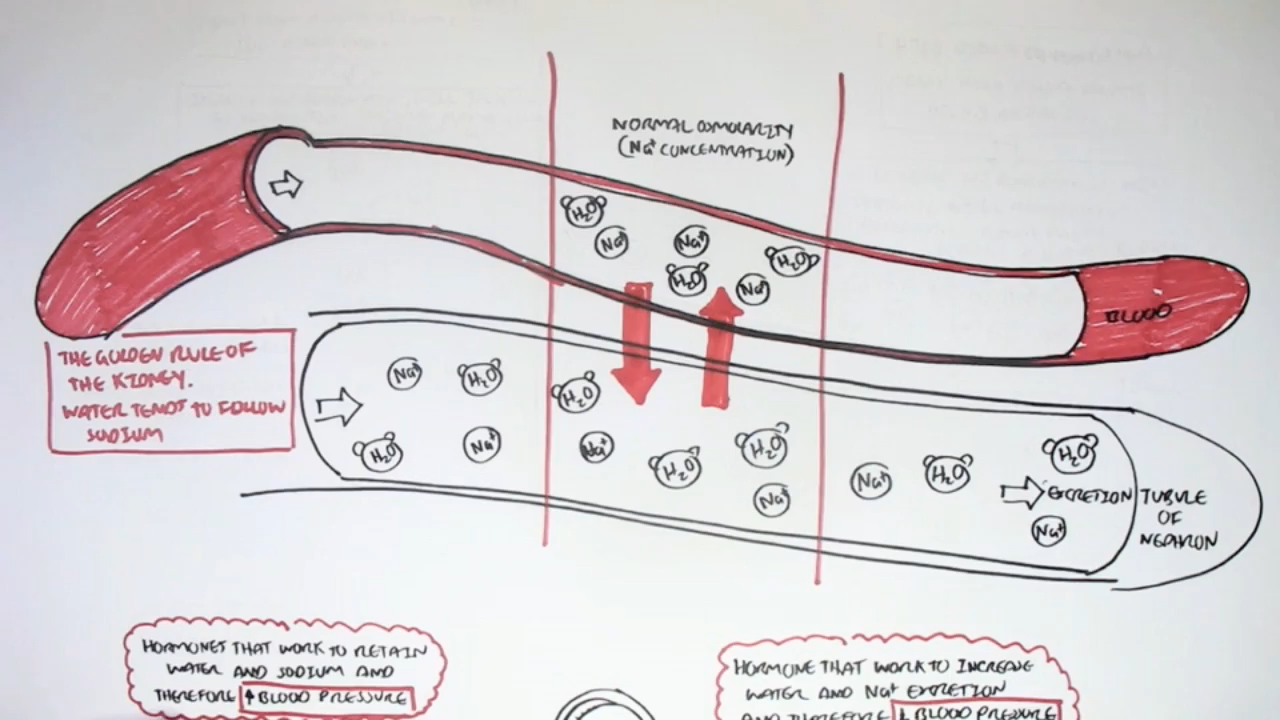 NORMAL OSMOLARITY
(Na⁺ CONCENTRATION)
H₂O
Na⁺
Na⁺
H₂O
H₂O
Na⁺
BLOOD
THE GOLDEN RULE OF
THE KIDNEY.
WATER TENDS TO FOLLOW
SODIUM
Na⁺
H₂O
H₂O
Na⁺
H₂O
Na⁺
H₂O
H₂O
Na⁺
Na⁺
H₂O
H₂O
EXCRETION
Na⁺
TUBULE
OF
NEPHRON
HORMONES THAT WORK TO RETAIN
WATER AND SODIUM AND
THEREFORE ↑ BLOOD PRESSURE
HORMONE THAT WORK TO INCREASE
WATER AND Na⁺ EXCRETION
AND THEREFORE ↓ BLOOD PRESSURE